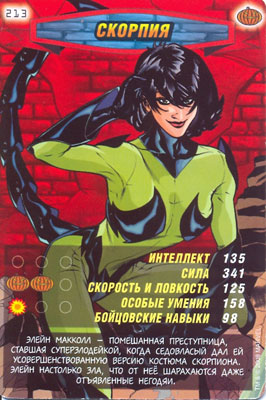 213
СКОРПИЯ
ИНТЕЛЛЕКТ 135
СИЛА 341
СКОРОСТЬ И ЛОВКОСТЬ 125
ОСОБЫЕ УМЕНИЯ 158
БОЙЦОВСКИЕ НАВЫКИ 98
ЭЛЕЙН МАККОЛЛ – ПОМЕШАННАЯ ПРЕСТУПНИЦА,
СТАВШАЯ СУПЕРЗЛОДЕЙКОЙ, КОГДА СЕДОВЛАСЫЙ ДАЛ ЕЙ
УСОВЕРШЕНСТВОВАННУЮ ВЕРСИЮ КОСТЮМА СКОРПИОНА.
ЭЛЕЙН НАСТОЛЬКО ЗЛА, ЧТО ОТ НЕЁ ШАРАХАЮТСЯ ДАЖЕ
ОТЪЯВЛЕННЫЕ НЕГОДЯИ.